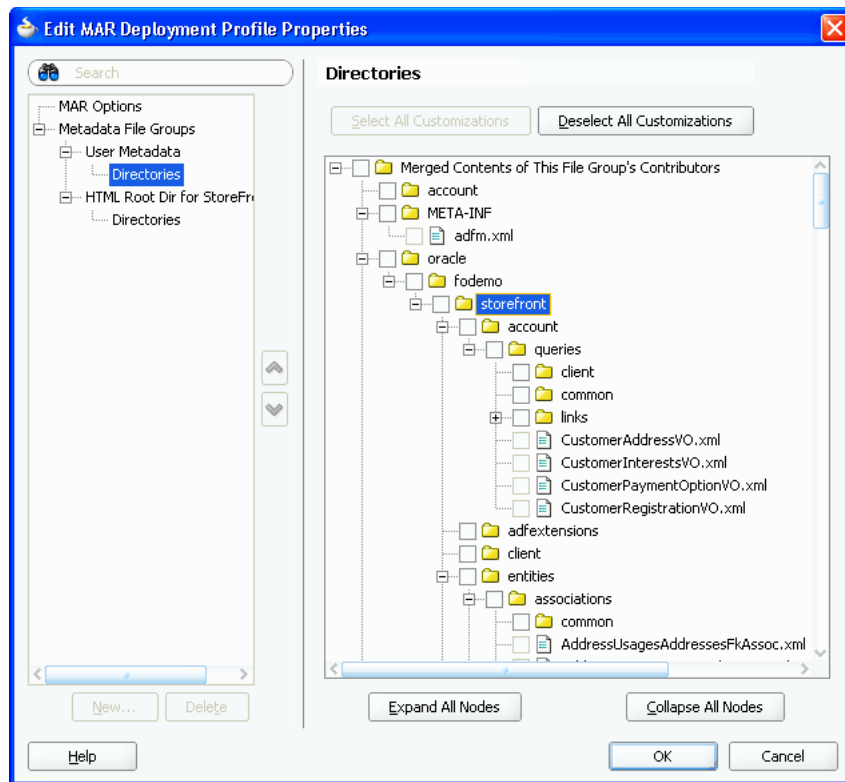 Edit MAR Deployment Profile Properties
Search
MAR Options
Metadata File Groups
User Metadata
Directories
HTML Root Dir for StoreFr
Directories
New...
Delete
Directories
Select All Customizations
Deselect All Customizations
Merged Contents of This File Group's Contributors
account
META-INF
adfm.xml
oracle
fodemo
storefront
account
queries
client
common
links
CustomerAddressVO.xml
CustomerInterestsVO.xml
CustomerPaymentOptionVO.xml
CustomerRegistrationVO.xml
adfextensions
client
entities
associations
common
AddressUsagesAddressesFkAssoc.xml
Expand All Nodes
Collapse All Nodes
Help
OK
Cancel